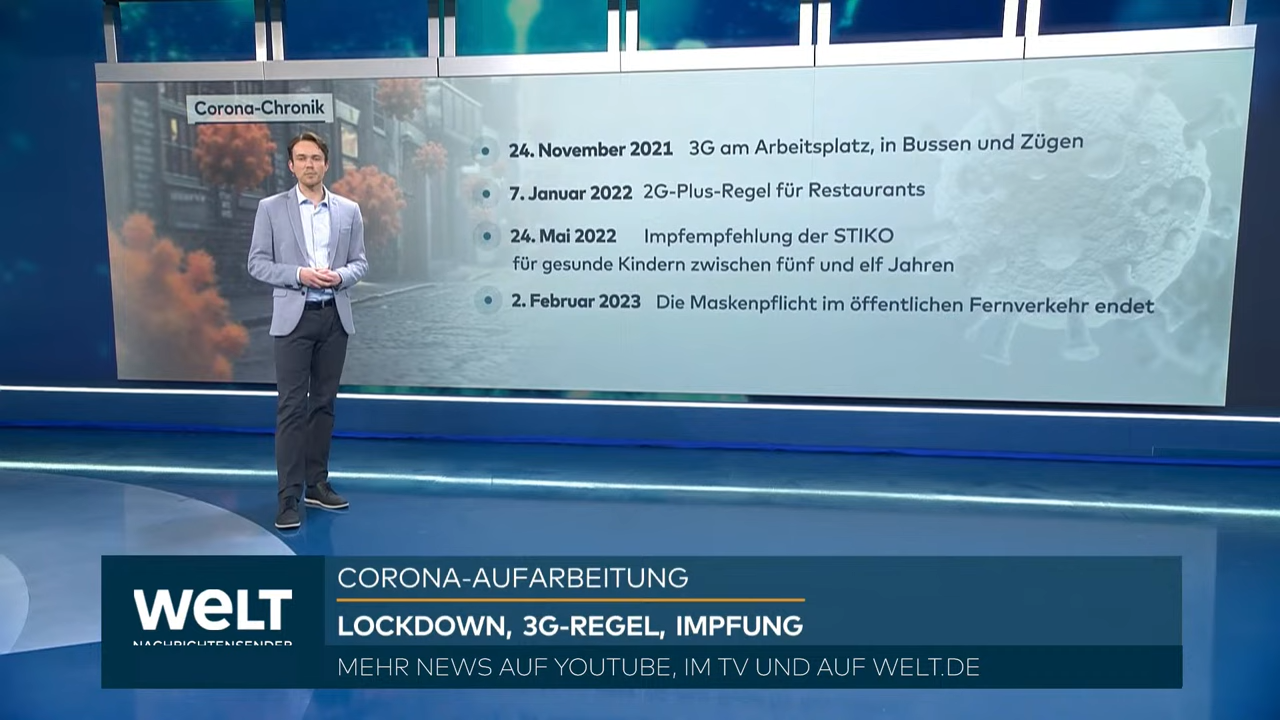 Corona-Chronik
24. November 2021 3G am Arbeitsplatz, in Bussen und Zügen
7. Januar 2022 2G-Plus-Regel für Restaurants
24. Mai 2022 Impfempfehlung der STIKO
für gesunde Kindern zwischen fünf und elf Jahren
2. Februar 2023 Die Maskenpflicht im öffentlichen Fernverkehr endet
welt
NACHRICHTENSENDER
CORONA-AUFARBEITUNG
LOCKDOWN, 3G-REGEL, IMPFUNG
MEHR NEWS AUF YOUTUBE, IM TV UND AUF WELT.DE